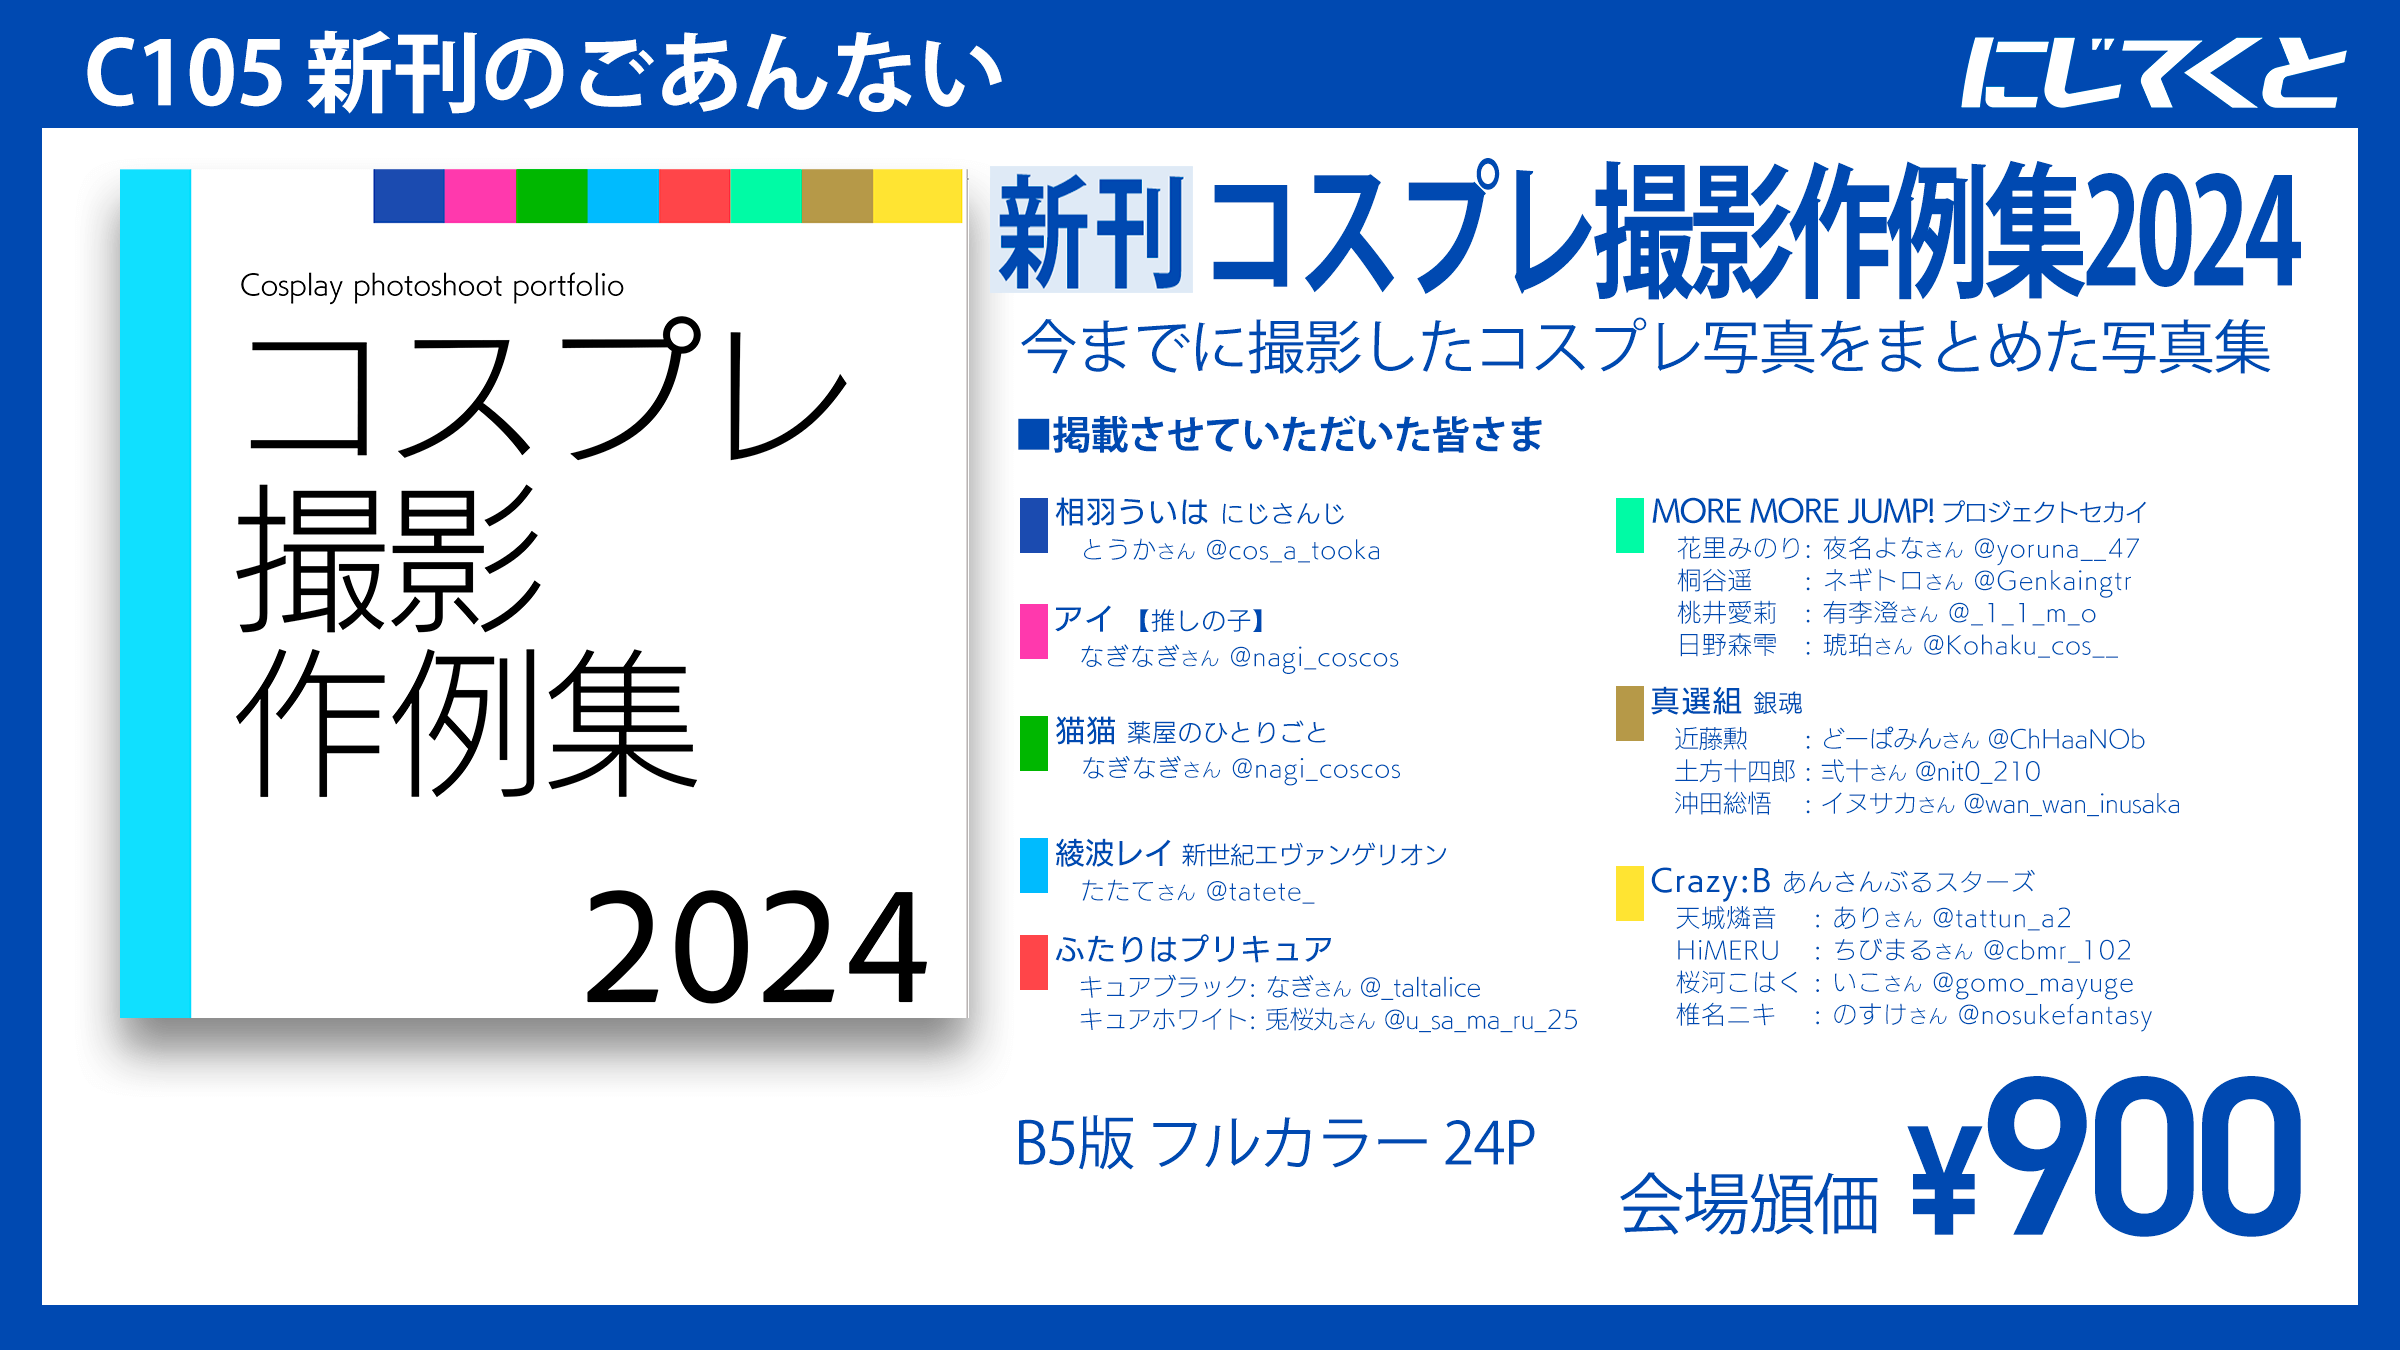 C105 新刊のごあんない
にじてくと
Cosplay photoshoot portfolio
コスプレ
撮影
作例集
2024
新刊 コスプレ撮影作例集2024
今までに撮影したコスプレ写真をまとめた写真集
■掲載させていただいた皆さま
相羽ういは にじさんじ
とうかさん @cos_a_tooka
アイ 【推しの子】
なぎなぎさん @nagi_coscos
猫猫 薬屋のひとりごと
なぎなぎさん @nagi_coscos
綾波レイ 新世紀エヴァンゲリオン
たたてさん @tatete_
ふたりはプリキュア
キュアブラック: なぎさん @_taltalice
キュアホワイト: 兎桜丸さん @u_sa_ma_ru_25
MORE MORE JUMP! プロジェクトセカイ
花里みのり: 夜名よなさん @yoruna__47
桐谷遥 : ネギトロさん @Genkaingtr
桃井愛莉 : 有李澄さん @_1_1_m_o
日野森雫 : 琥珀さん @Kohaku_cos__
真選組 銀魂
近藤勲 : どーぱみんさん @ChHaaNOb
土方十四郎 : 弍十さん @nit0_210
沖田総悟 : イヌサカさん @wan_wan_inusaka
Crazy:B あんさんぶるスターズ
天城燐音 : ありさん @tattun_a2
HiMERU : ちびまるさん @cbmr_102
桜河こはく : いこさん @gomo_mayuge
椎名ニキ : のすけさん @nosukefantasy
B5版 フルカラー 24P
会場頒価 ¥900